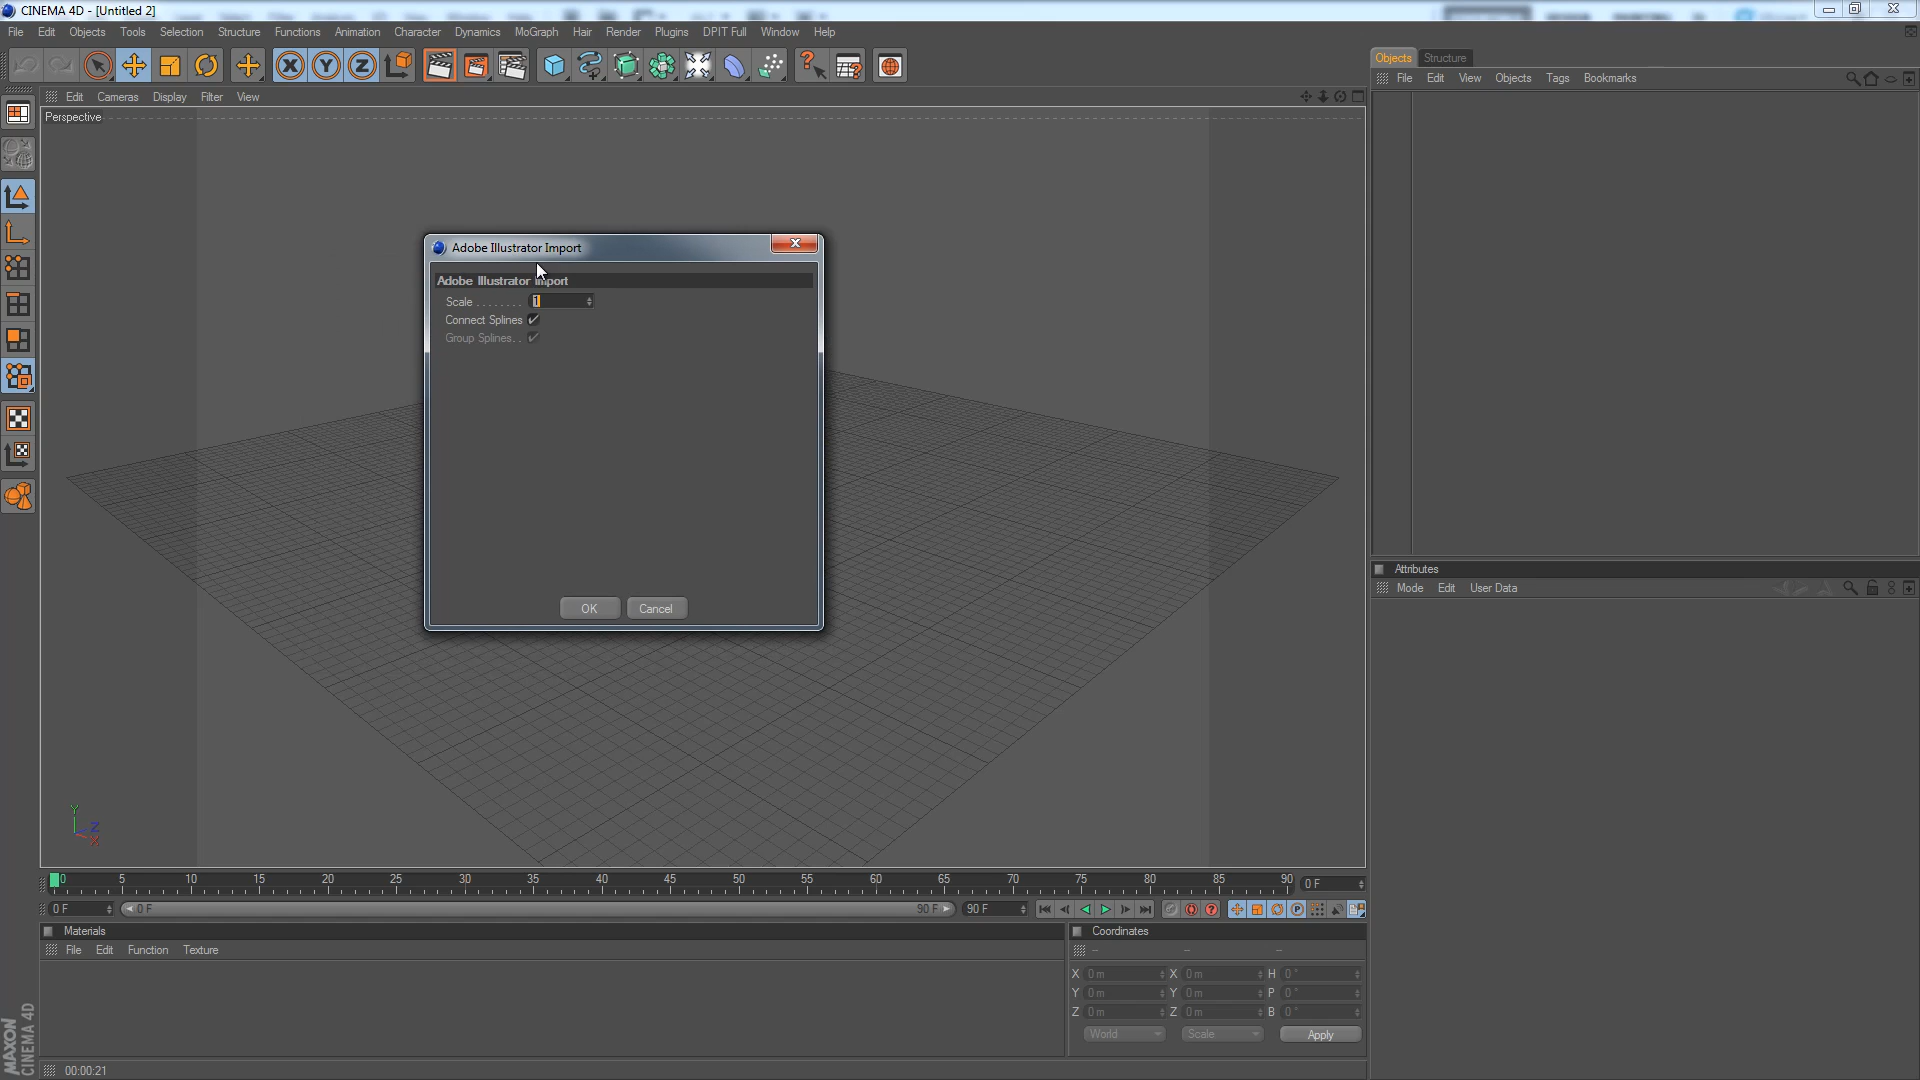 CINEMA 4D - [Untitled 2]
File Edit Objects Tools Selection Structure Functions Animation Character Dynamics MoGraph Hair Render Plugins DPIT Full Window Help
Objects Structure
File Edit View Objects Tags Bookmarks
Edit Cameras Display Filter View
Perspective
Adobe Illustrator Import
Adobe Illustrator Import
Scale . . . . . . . . 1
Connect Splines
Group Splines. .
OK Cancel
Attributes
Mode Edit User Data
X Y Z
Y Z X
0 5 10 15 20 25 30 35 40 45 50 55 60 65 70 75 80 85 90 0 F
0 F 0 F 90 F 90 F
Materials
File Edit Function Texture
Coordinates
-- -- --
X 0 m X 0 m H 0 °
Y 0 m Y 0 m P 0 °
Z 0 m Z 0 m B 0 °
World Scale Apply
MAXON
CINEMA 4D
00:00:21